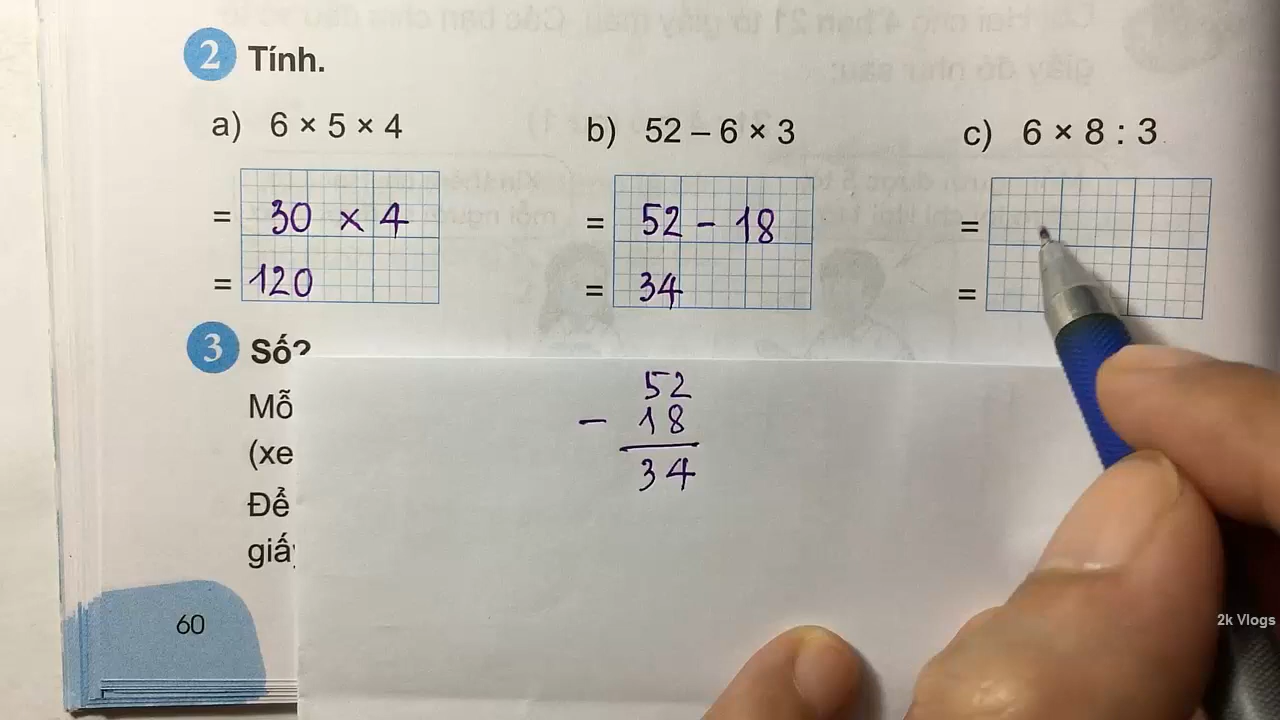 2 Tính.
a) 6 × 5 × 4
b) 52 – 6 × 3
c) 6 × 8 : 3
= 30 × 4
= 52 – 18
=
= 120
= 34
=
3 Số?
Mỗ
(xe
Để
giấy
52
– 18
34
60
2k Vlogs